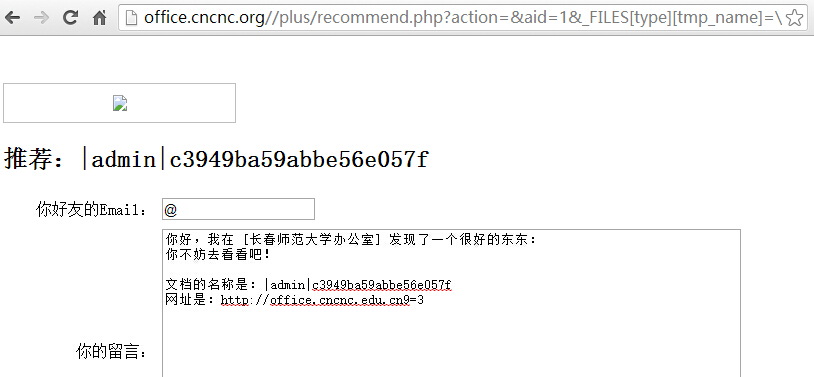 office.cncnc.org//plus/recommend.php?action=&aid=1&_FILES[type][tmp_name]=\
推荐：|admin|c3949ba59abbe56e057f
你好友的Email： @
你好，我在 [长春师范大学办公室] 发现了一个很好的东东：
你不妨去看看吧！
文档的名称是：|admin|c3949ba59abbe56e057f
网址是：http://office.cncnc.edu.cn9=3
你的留言：